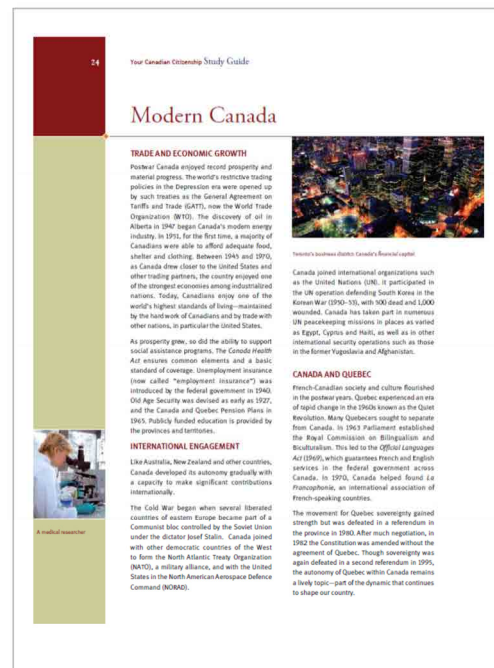 24
Your Canadian Citizenship Study Guide
Modern Canada
TRADE AND ECONOMIC GROWTH
Postwar Canada enjoyed record prosperity and
material progress. The world's restrictive trading
policies in the Depression era were opened up
by such treaties as the General Agreement on
Tariffs and Trade (GATT), now the World Trade
Organization (WTO). The discovery of oil in
Alberta in 1947 began Canada's modern energy
industry. In 1951, for the first time, a majority of
Canadians were able to afford adequate food,
shelter and clothing. Between 1945 and 1970,
as Canada drew closer to the United States and
other trading partners, the country enjoyed one
of the strongest economies among industrialized
nations. Today, Canadians enjoy one of the
world's highest standards of living—maintained
by the hard work of Canadians and by trade with
other nations, in particular the United States.
As prosperity grew, so did the ability to support
social assistance programs. The Canada Health
Act ensures common elements and a basic
standard of coverage. Unemployment insurance
(now called "employment insurance") was
introduced by the federal government in 1940.
Old Age Security was devised as early as 1927,
and the Canada and Quebec Pension Plans in
1965. Publicly funded education is provided by
the provinces and territories.
INTERNATIONAL ENGAGEMENT
Like Australia, New Zealand and other countries,
Canada developed its autonomy gradually with
a capacity to make significant contributions
internationally.
The Cold War began when several liberated
countries of eastern Europe became part of a
Communist bloc controlled by the Soviet Union
under the dictator Josef Stalin. Canada joined
with other democratic countries of the West
to form the North Atlantic Treaty Organization
(NATO), a military alliance, and with the United
States in the North American Aerospace Defence
Command (NORAD).
A medical researcher
Toronto's business district: Canada's financial capital
Canada joined international organizations such
as the United Nations (UN). It participated in
the UN operation defending South Korea in the
Korean War (1950–53), with 500 dead and 1,000
wounded. Canada has taken part in numerous
UN peacekeeping missions in places as varied
as Egypt, Cyprus and Haiti, as well as in other
international security operations such as those
in the former Yugoslavia and Afghanistan.
CANADA AND QUEBEC
French-Canadian society and culture flourished
in the postwar years. Quebec experienced an era
of rapid change in the 1960s known as the Quiet
Revolution. Many Quebecers sought to separate
from Canada. In 1963 Parliament established
the Royal Commission on Bilingualism and
Biculturalism. This led to the Official Languages
Act (1969), which guarantees French and English
services in the federal government across
Canada. In 1970, Canada helped found La
Francophonie, an international association of
French-speaking countries.
The movement for Quebec sovereignty gained
strength but was defeated in a referendum in
the province in 1980. After much negotiation, in
1982 the Constitution was amended without the
agreement of Quebec. Though sovereignty was
again defeated in a second referendum in 1995,
the autonomy of Quebec within Canada remains
a lively topic—part of the dynamic that continues
to shape our country.